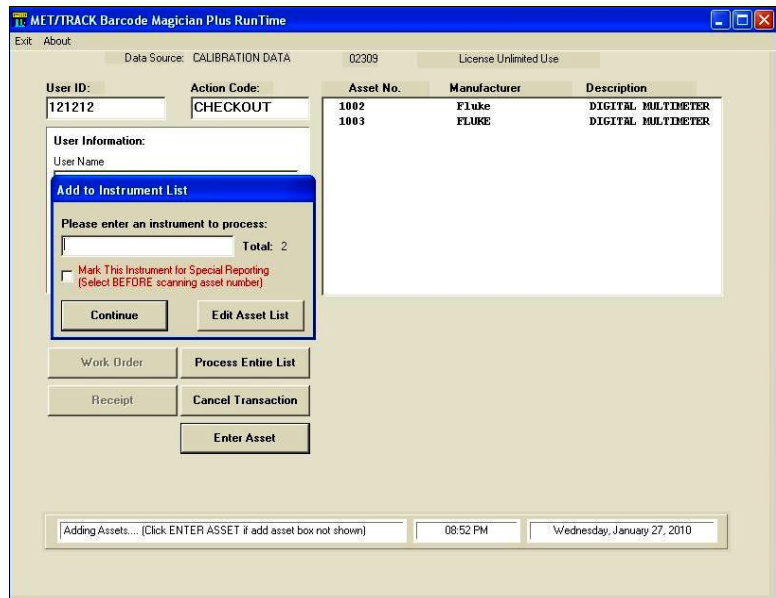 MET/TRACK Barcode Magician Plus RunTime
Exit About
Data Source: CALIBRATION DATA 02309 License Unlimited Use
User ID: Action Code: Asset No. Manufacturer Description
121212 CHECKOUT
1002 Fluke DIGITAL MULTIMETER
1003 FLUKE DIGITAL MULTIMETER
User Information:
User Name
Add to Instrument List
Please enter an instrument to process:
Total: 2
Mark This Instrument for Special Reporting
(Select BEFORE scanning asset number)
Continue Edit Asset List
Work Order Process Entire List
Receipt Cancel Transaction
Enter Asset
Adding Assets.... (Click ENTER ASSET if add asset box not shown) 08:52 PM Wednesday, January 27, 2010